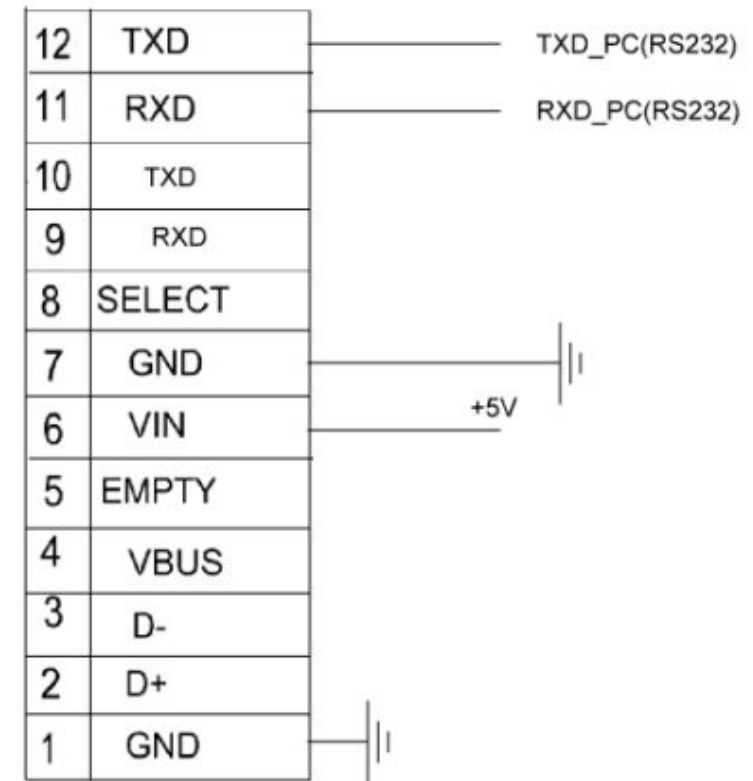 12 TXD TXD_PC(RS232)
11 RXD RXD_PC(RS232)
10 TXD
9 RXD
8 SELECT
7 GND
+5V
6 VIN
5 EMPTY
4 VBUS
3 D-
2 D+
1 GND